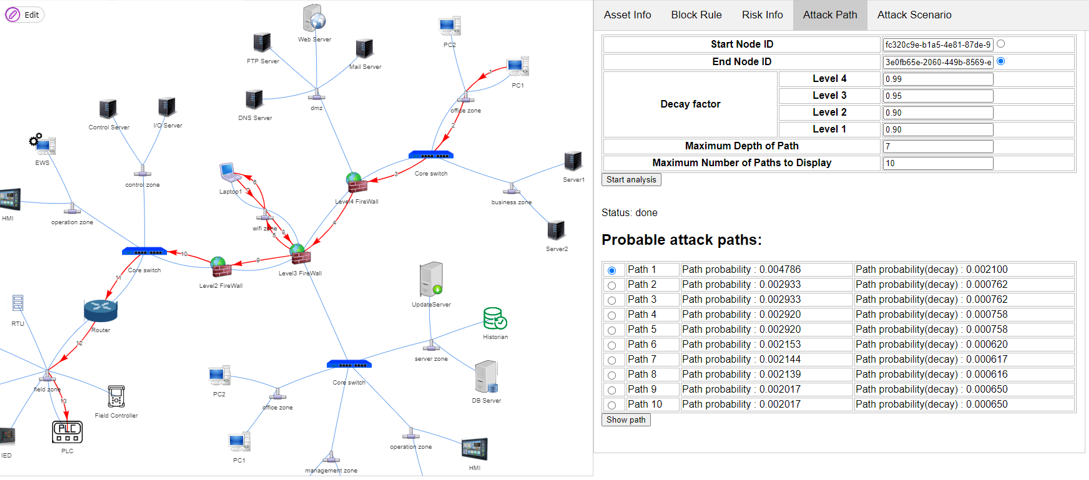 Edit
Web Server
FTP Server
Mail Server
DNS Server
dmz
PC2
PC1
office zone
Core switch
Server1
business zone
Server2
Control Server
I/O Server
EWS
control zone
HMI
operation zone
Laptop1
wifi zone
Level4 FireWall
Level3 FireWall
Level2 FireWall
Core switch
Router
RTU
field zone
Field Controller
IED
PLC
PLC
UpdateServer
Historian
server zone
DB Server
Core switch
PC2
office zone
PC1
operation zone
management zone
HMI
Asset Info Block Rule Risk Info Attack Path Attack Scenario
Start Node ID fc320c9e-b1a5-4e81-87de-9
End Node ID 3e0fb65e-2060-449b-8569-e
Decay factor
Level 4 0.99
Level 3 0.95
Level 2 0.90
Level 1 0.90
Maximum Depth of Path 7
Maximum Number of Paths to Display 10
Start analysis
Status: done
Probable attack paths:
Path 1 Path probability : 0.004786 Path probability(decay) : 0.002100
Path 2 Path probability : 0.002933 Path probability(decay) : 0.000762
Path 3 Path probability : 0.002933 Path probability(decay) : 0.000762
Path 4 Path probability : 0.002920 Path probability(decay) : 0.000758
Path 5 Path probability : 0.002920 Path probability(decay) : 0.000758
Path 6 Path probability : 0.002153 Path probability(decay) : 0.000620
Path 7 Path probability : 0.002144 Path probability(decay) : 0.000617
Path 8 Path probability : 0.002139 Path probability(decay) : 0.000616
Path 9 Path probability : 0.002017 Path probability(decay) : 0.000650
Path 10 Path probability : 0.002017 Path probability(decay) : 0.000650
Show path